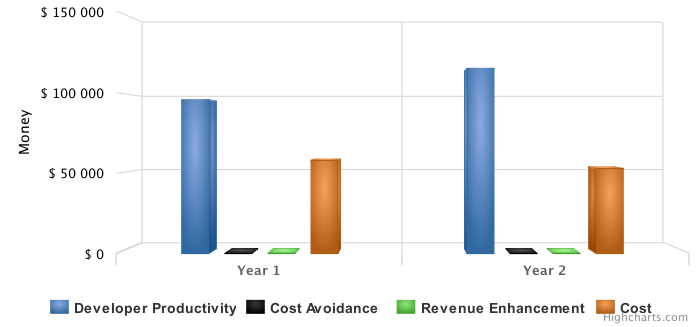 $ 150 000
$ 100 000
$ 50 000
$ 0
Money
Year 1
Year 2
Developer Productivity
Cost Avoidance
Revenue Enhancement
Cost
Highcharts.com